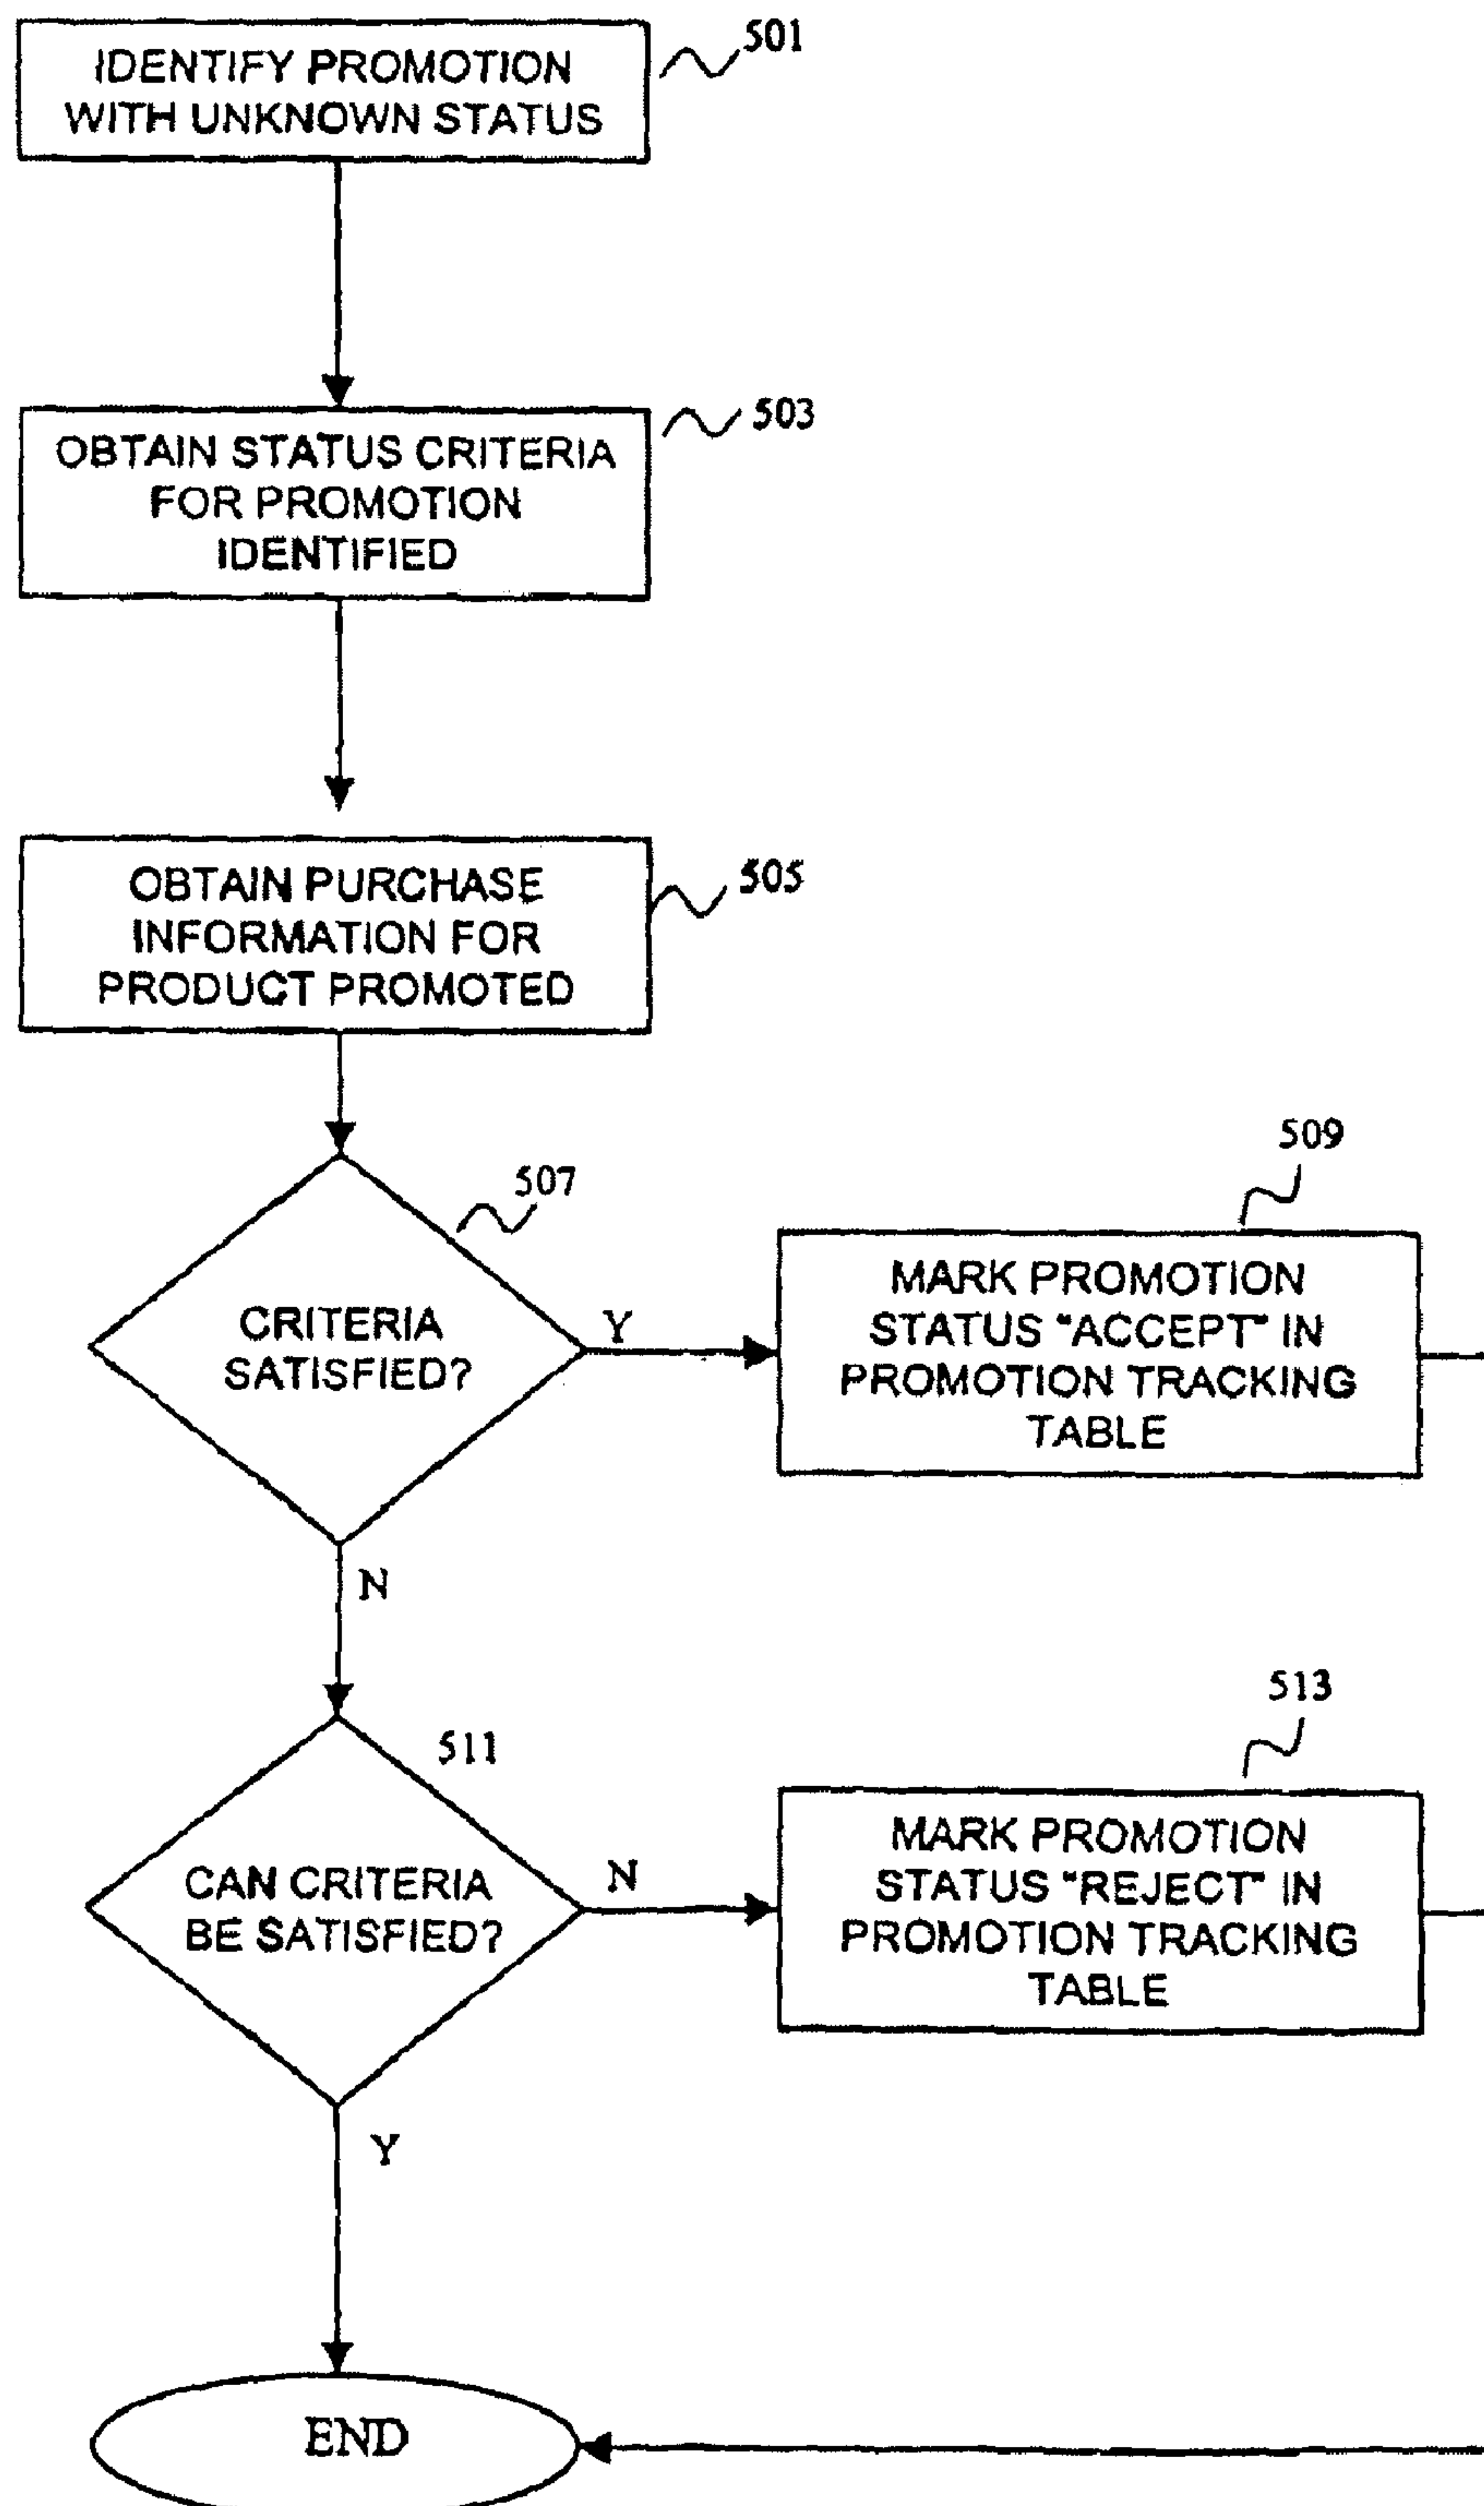 IDENTIFY PROMOTION
WITH UNKNOWN STATUS
501
OBTAIN STATUS CRITERIA
FOR PROMOTION
IDENTIFIED
503
OBTAIN PURCHASE
INFORMATION FOR
PRODUCT PROMOTED
505
507
CRITERIA
SATISFIED?
Y
N
509
MARK PROMOTION
STATUS "ACCEPT" IN
PROMOTION TRACKING
TABLE
511
CAN CRITERIA
BE SATISFIED?
N
Y
513
MARK PROMOTION
STATUS "REJECT" IN
PROMOTION TRACKING
TABLE
END